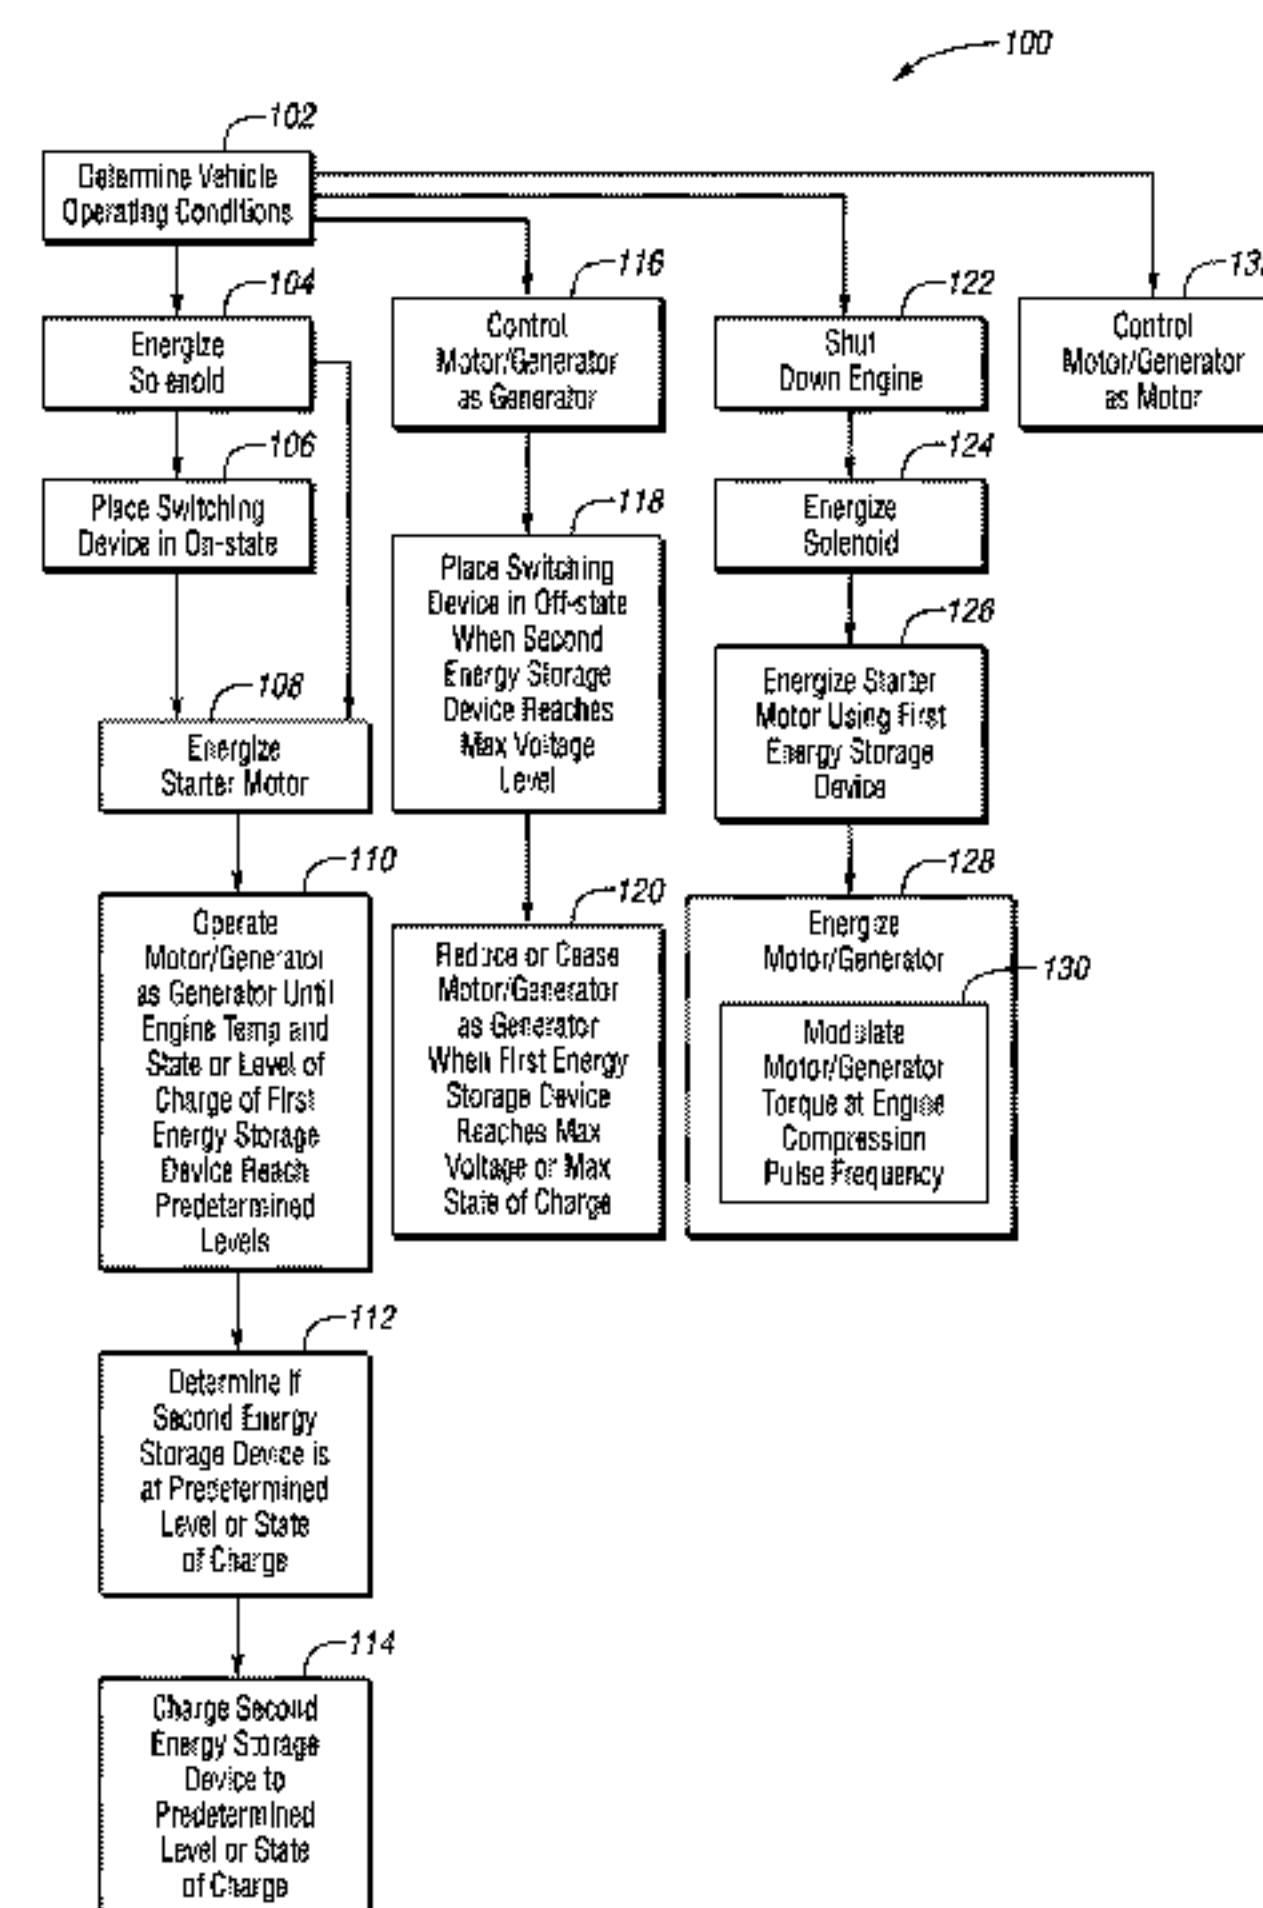 100
102
Determine Vehicle
Operating Conditions
104
Energize
Solenoid
106
Place Switching
Device in On-state
108
Energize
Starter Motor
110
Operate
Motor/Generator
as Generator Until
Engine Temp and
State or Level of
Charge of First
Energy Storage
Device Reach
Predetermined
Levels
112
Determine if
Second Energy
Storage Device is
at Predetermined
Level or State
of Charge
114
Charge Second
Energy Storage
Device to
Predetermined
Level or State
of Charge
116
Control
Motor/Generator
as Generator
118
Place Switching
Device in Off-state
When Second
Energy Storage
Device Reaches
Max Voltage
Level
120
Reduce or Cease
Motor/Generator
as Generator
When First Energy
Storage Device
Reaches Max
Voltage or Max
State of Charge
122
Shut
Down Engine
124
Energize
Solenoid
126
Energize Starter
Motor Using First
Energy Storage
Device
128
Energize
Motor/Generator
130
Modulate
Motor/Generator
Torque at Engine
Compression
Pulse Frequency
Control
Motor/Generator
as Motor